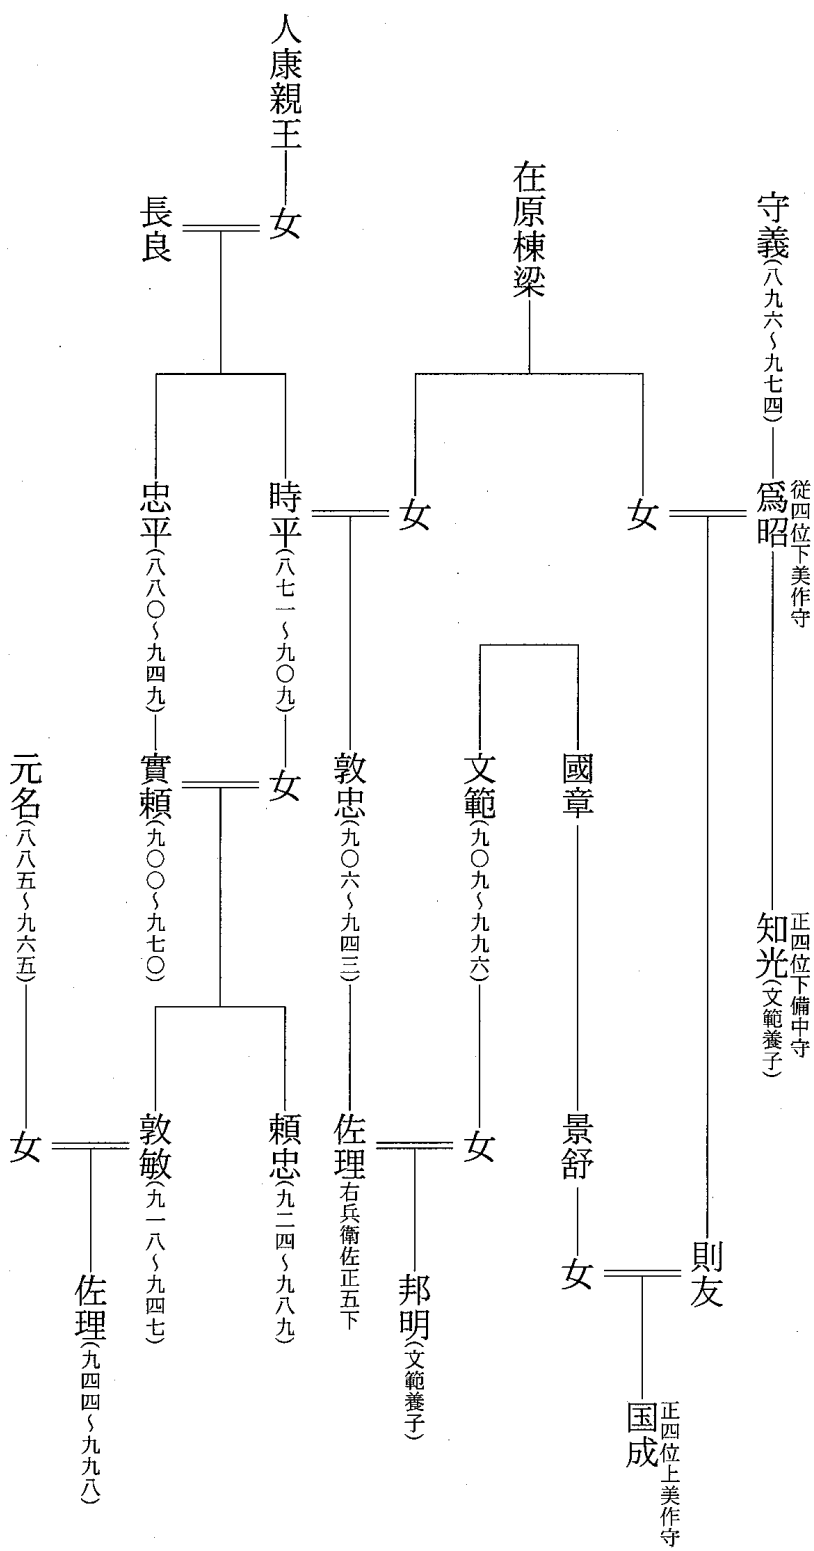 守義(八九六〜九七四)
従四位下美作守
爲昭
正四位下備中守
知光(文範養子)
女
則友
正四位上美作守
国成
在原棟梁
女
國章
景舒
女
文範(九〇九〜九九六)
女
邦明(文範養子)
敦忠(九〇六〜九四三)
佐理右兵衛佐正五下
人康親王
女
時平(八七一〜九〇九)
女
頼忠(九二四〜九八九)
長良
忠平(八八〇〜九四九)
實頼(九〇〇〜九七〇)
敦敏(九一八〜九四七)
佐理(九四四〜九九八)
元名(八八五〜九六五)
女